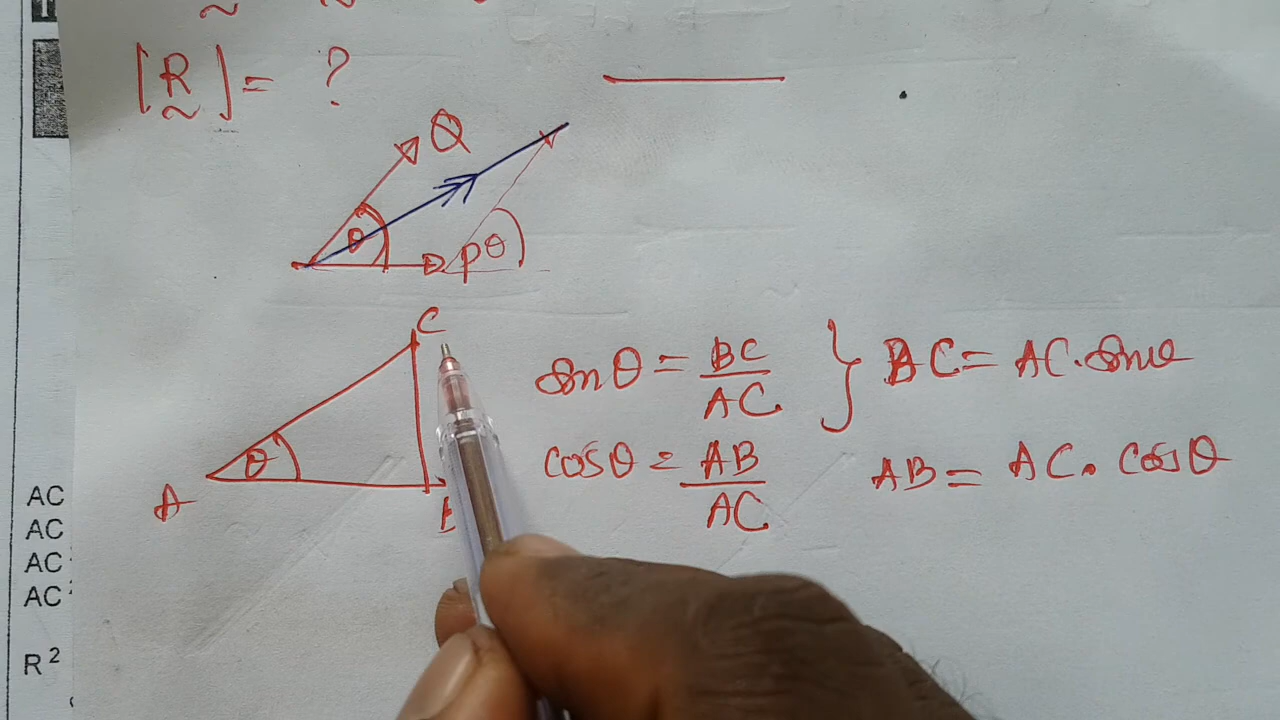 [R] = ?
Q
θ
P θ
C
θ
A
sinθ = BC/AC } BC = AC.sinθ
cosθ = AB/AC AB = AC. cosθ
AC
AC
AC
AC
R²